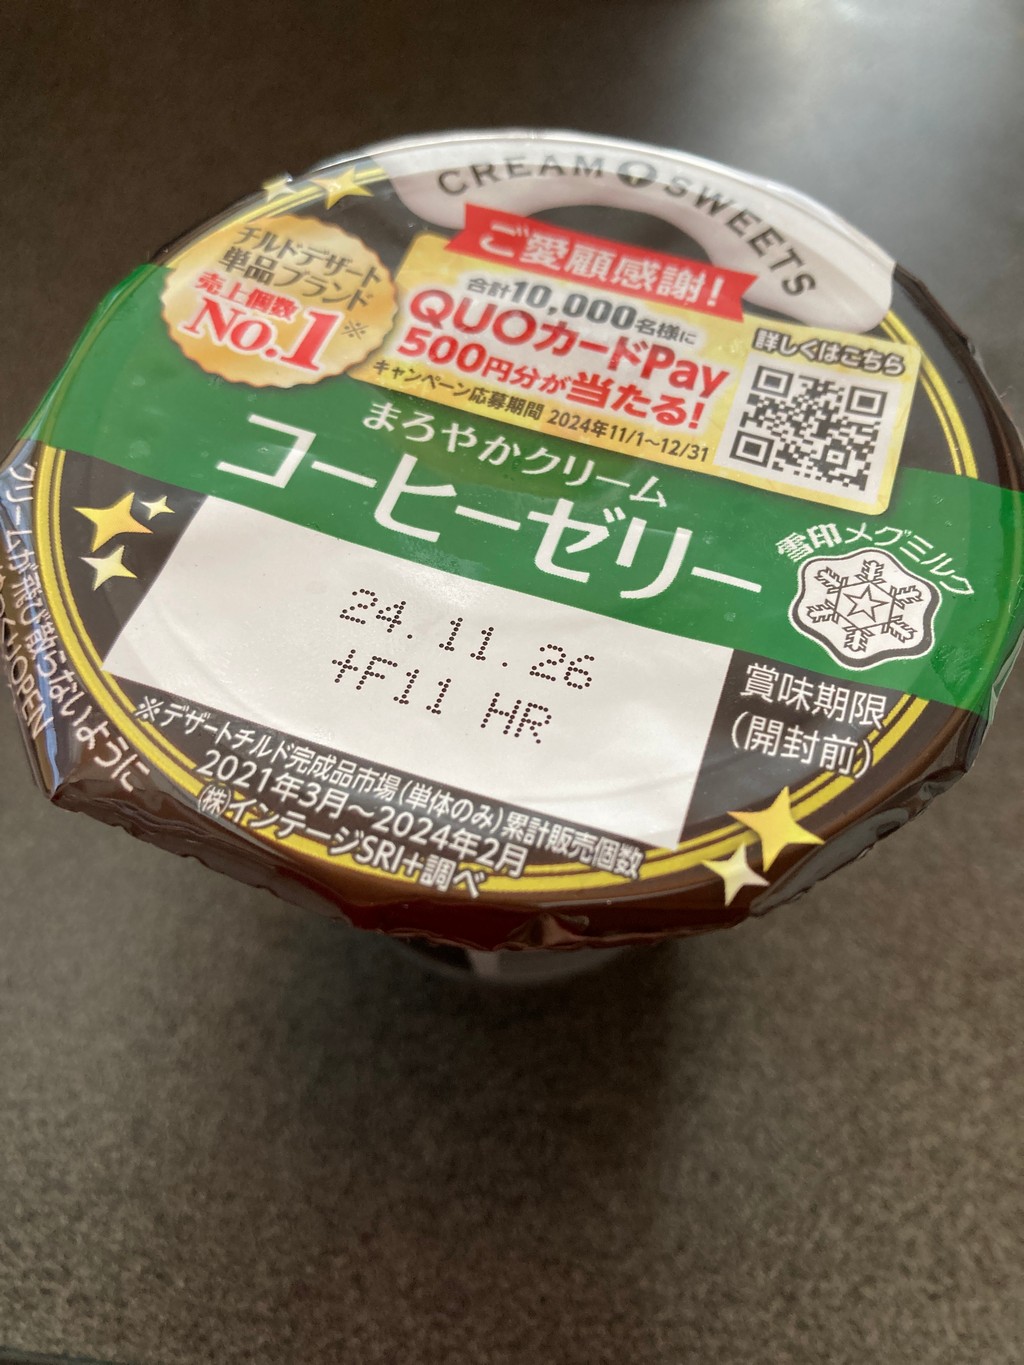 CREAM SWEETS
チルドデザート
単品ブランド
売上個数
No.1※
ご愛顧感謝！
合計10,000名様に
QUOカードPay
500円分が当たる！
キャンペーン応募期間 2024年11/1〜12/31
詳しくはこちら
まろやかクリーム
コーヒーゼリー
雪印メグミルク
24.11.26
+F11 HR
賞味期限
（開封前）
※デザートチルド完成品市場（単体のみ）累計販売個数
2021年3月〜2024年2月
㈱インテージSRI+調べ
クリームが飛び散らないように
OPEN